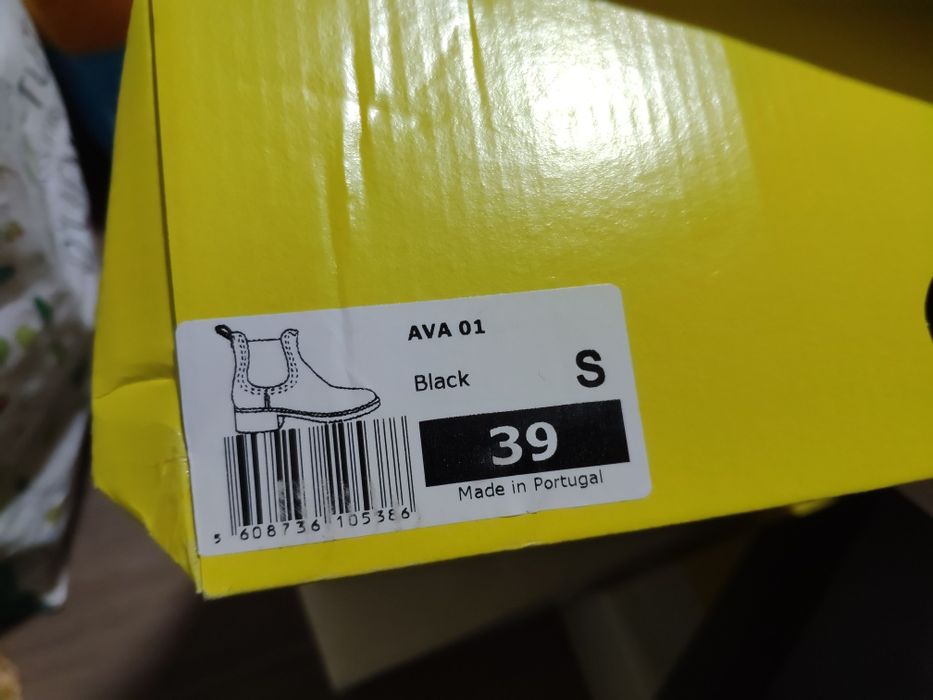 AVA 01
Black
S
39
Made in Portugal
5 608736 105386